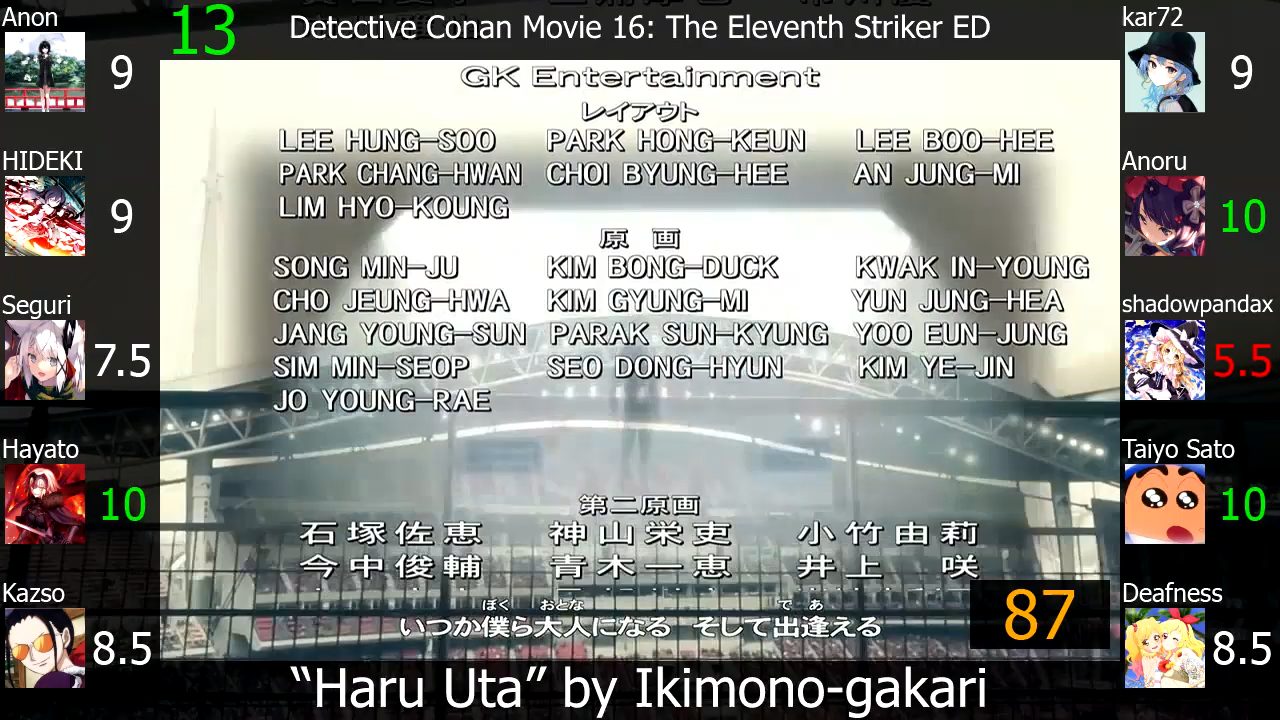 Anon
9
HIDEKI
9
Seguri
7.5
Hayato
10
Kazso
8.5
13
Detective Conan Movie 16: The Eleventh Striker ED
GK Entertainment
レイアウト
LEE HUNG-SOO PARK HONG-KEUN LEE BOO-HEE
PARK CHANG-HWAN CHOI BYUNG-HEE AN JUNG-MI
LIM HYO-KOUNG
原画
SONG MIN-JU KIM BONG-DUCK KWAK IN-YOUNG
CHO JEUNG-HWA KIM GYUNG-MI YUN JUNG-HEA
JANG YOUNG-SUN PARAK SUN-KYUNG YOO EUN-JUNG
SIM MIN-SEOP SEO DONG-HYUN KIM YE-JIN
JO YOUNG-RAE
第二原画
石塚佐恵 神山栄吏 小竹由莉
今中俊輔 青木一恵 井上 咲
ぼく おとな で あ
いつか僕ら大人になる そして出逢える
87
“Haru Uta” by Ikimono-gakari
kar72
9
Anoru
10
shadowpandax
5.5
Taiyo Sato
10
Deafness
8.5